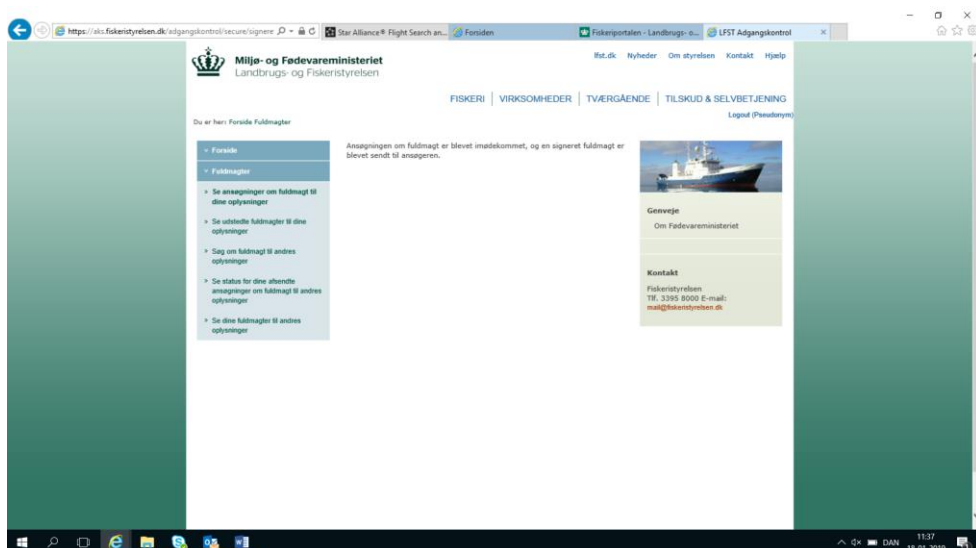 https://aks.fiskeristyrelsen.dk/adgangskontrol/secure/signere
Star Alliance® Flight Search an...
Forsiden
Fiskeriportalen - Landbrugs- o...
LFST Adgangskontrol
Miljø- og Fødevareministeriet
Landbrugs- og Fiskeristyrelsen
lfst.dk Nyheder Om styrelsen Kontakt Hjælp
FISKERI VIRKSOMHEDER TVÆRGÅENDE TILSKUD & SELVBETJENING
Logout (Pseudonym)
Du er her: Forside Fuldmagter
Forside
Fuldmagter
Se ansøgninger om fuldmagt til
dine oplysninger
Se udstedte fuldmagter til dine
oplysninger
Søg om fuldmagt til andres
oplysninger
Se status for dine afsendte
ansøgninger om fuldmagt til andres
oplysninger
Se dine fuldmagter til andres
oplysninger
Ansøgningen om fuldmagt er blevet imødekommet, og en signeret fuldmagt er
blevet sendt til ansøgeren.
Genveje
Om Fødevareministeriet
Kontakt
Fiskeristyrelsen
Tlf. 3395 8000 E-mail:
mail@fiskeristyrelsen.dk
DAN
11:37
18-01-2019